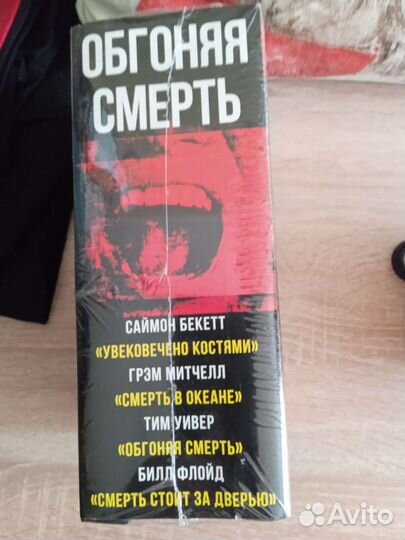 ОБГОНЯЯ
СМЕРТЬ
САЙМОН БЕКЕТТ
«УВЕКОВЕЧЕНО КОСТЯМИ»
ГРЭМ МИТЧЕЛЛ
«СМЕРТЬ В ОКЕАНЕ»
ТИМ УИВЕР
«ОБГОНЯЯ СМЕРТЬ»
БИЛЛ ФЛОЙД
«СМЕРТЬ СТОИТ ЗА ДВЕРЬЮ»
Avito